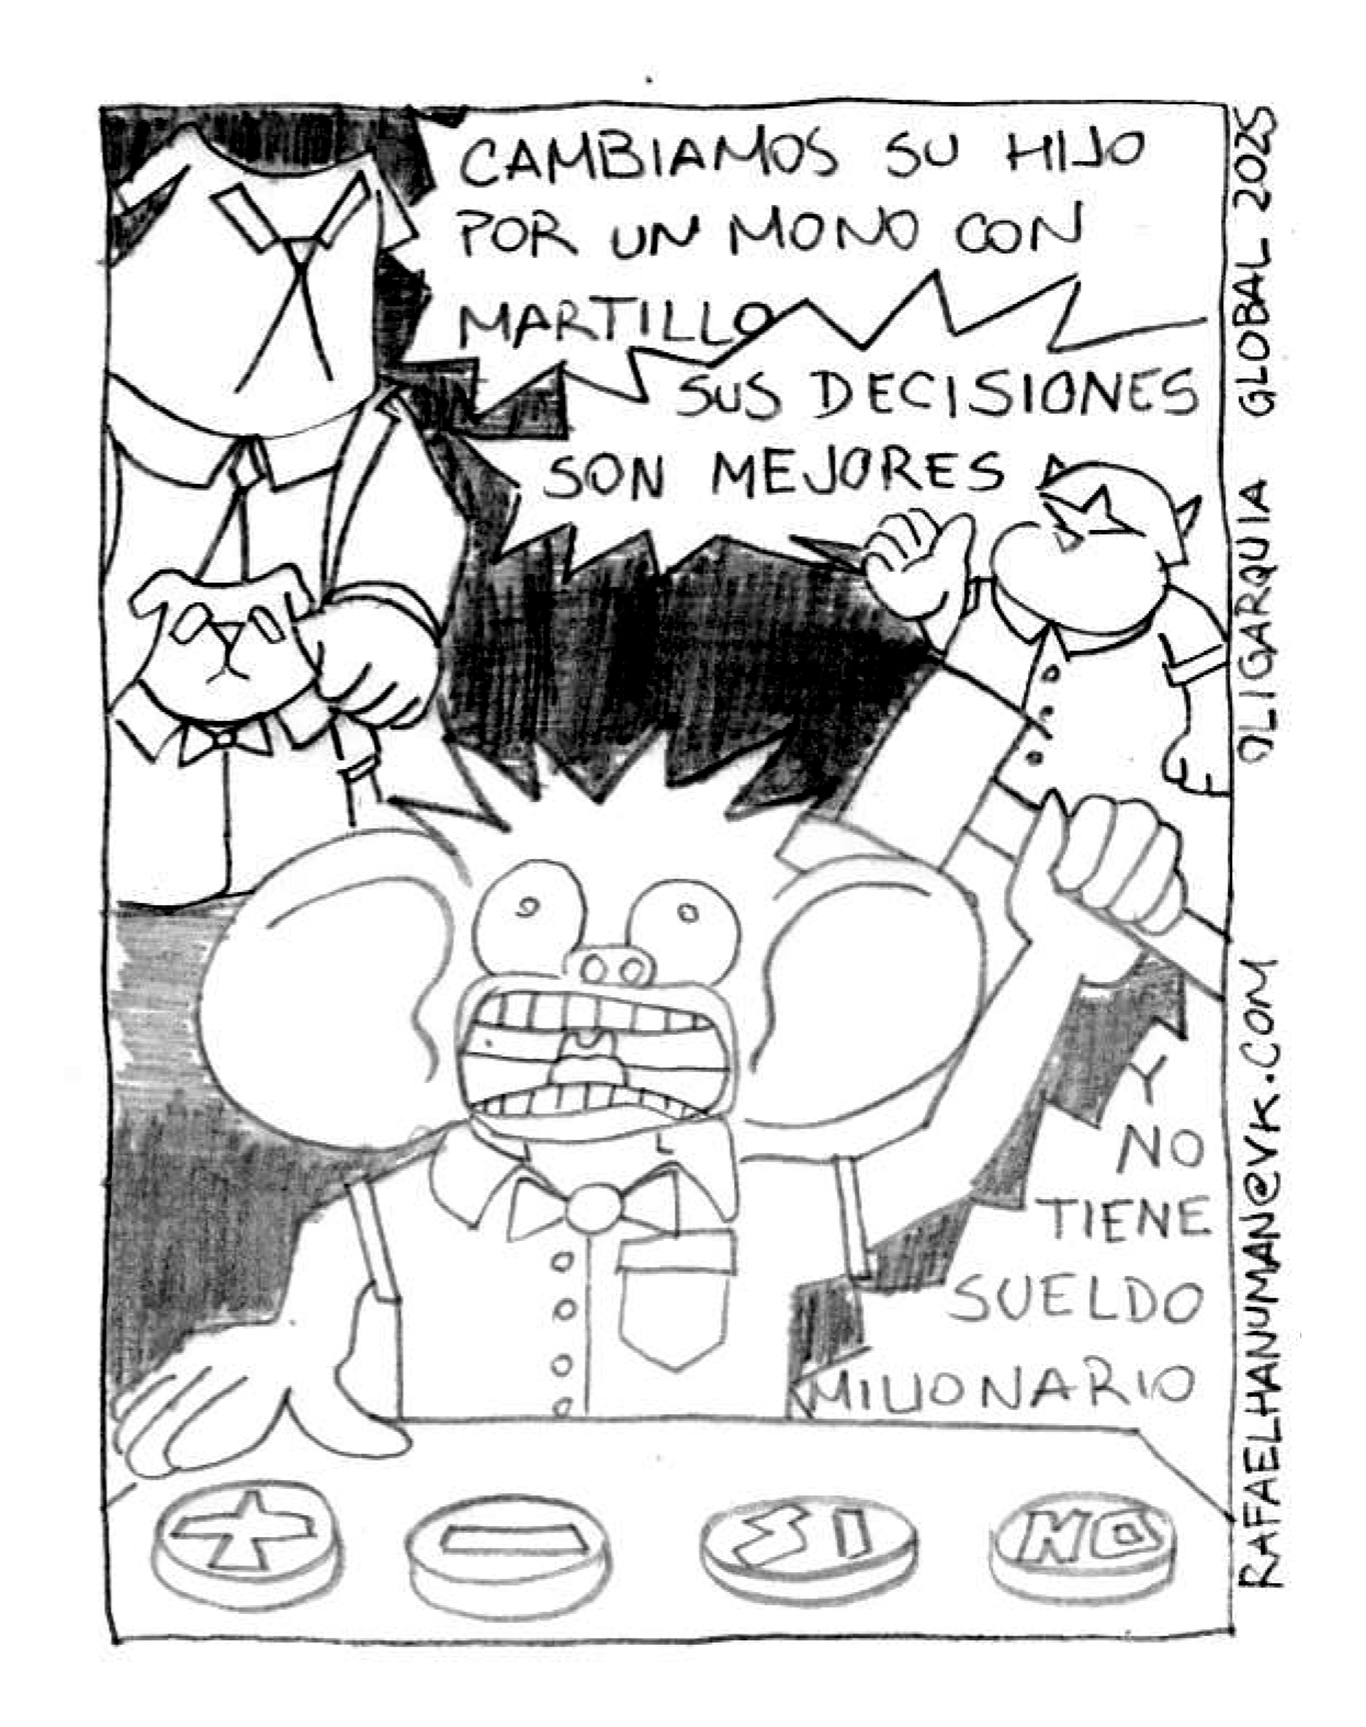 CAMBIAMOS SU HIJO
POR UN MONO CON
MARTILLO
SUS DECISIONES
SON MEJORES
Y
NO
TIENE
SUELDO
MILLONARIO
+
-
SI
NO
OLIGARQUIA GLOBAL 2025
RAFAELHANUMAN@VK.COM